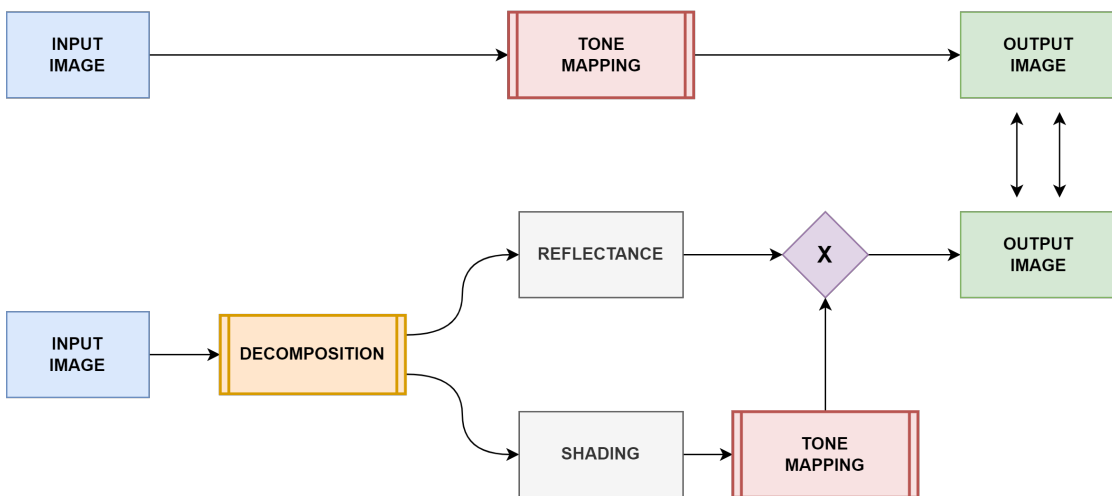 INPUT
IMAGE
TONE
MAPPING
OUTPUT
IMAGE
REFLECTANCE
X
OUTPUT
IMAGE
INPUT
IMAGE
DECOMPOSITION
SHADING
TONE
MAPPING